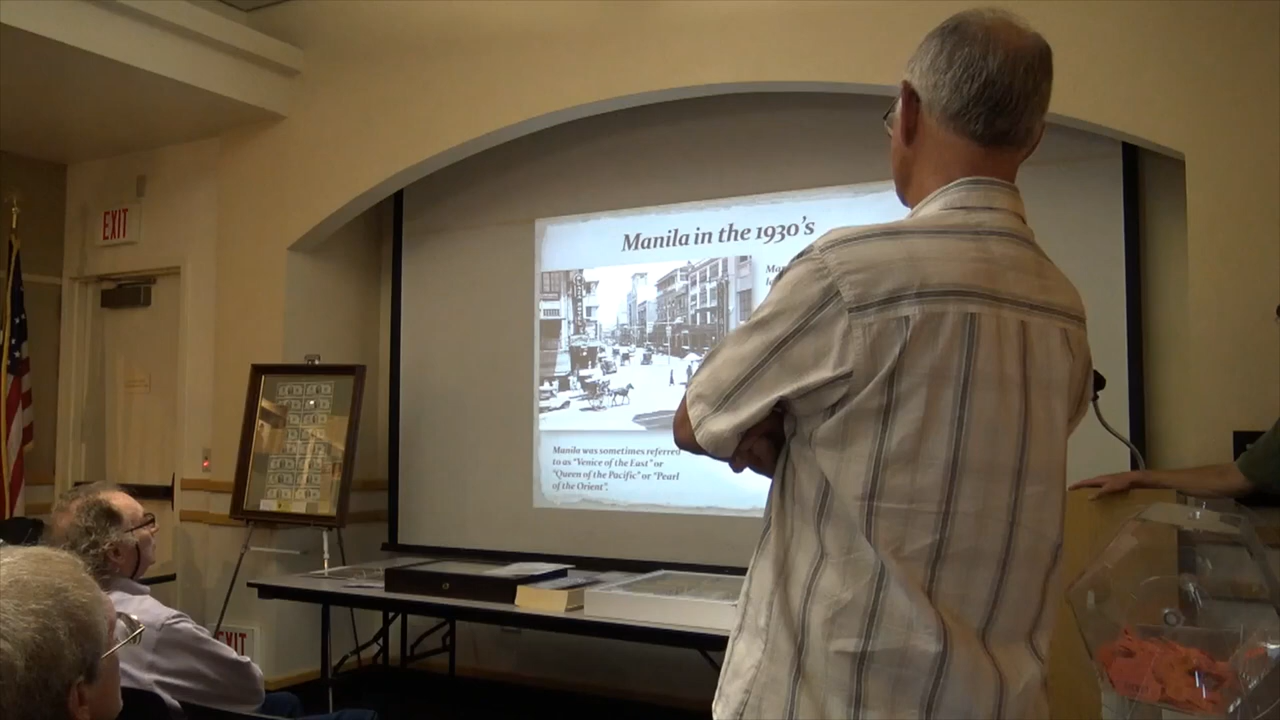 EXIT
Manila in the 1930's
Manila was sometimes referred
to as "Venice of the East" or
"Queen of the Pacific" or "Pearl
of the Orient".
EXIT